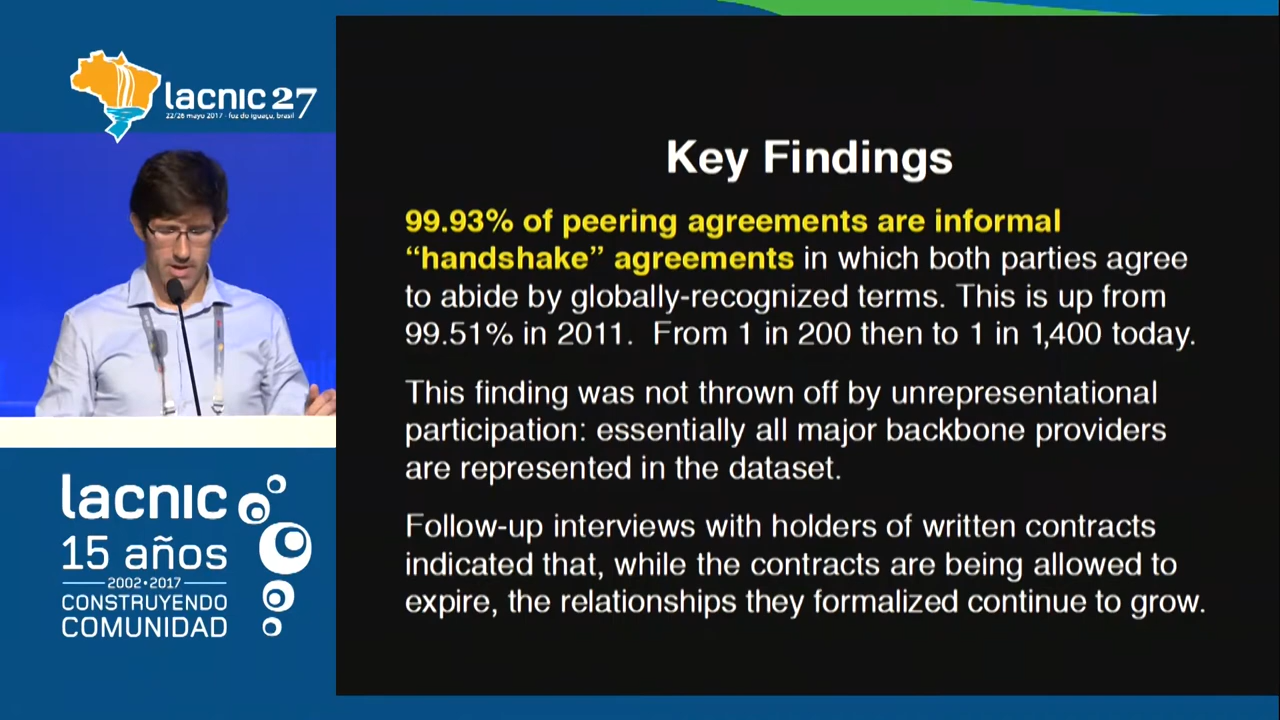 lacnic 27
22/26 mayo 2017 - foz do iguaçu, brasil
Key Findings
99.93% of peering agreements are informal
“handshake” agreements in which both parties agree
to abide by globally-recognized terms. This is up from
99.51% in 2011.  From 1 in 200 then to 1 in 1,400 today.
This finding was not thrown off by unrepresentational
participation: essentially all major backbone providers
are represented in the dataset.
Follow-up interviews with holders of written contracts
indicated that, while the contracts are being allowed to
expire, the relationships they formalized continue to grow.
lacnic
15 años
2002•2017
CONSTRUYENDO
COMUNIDAD